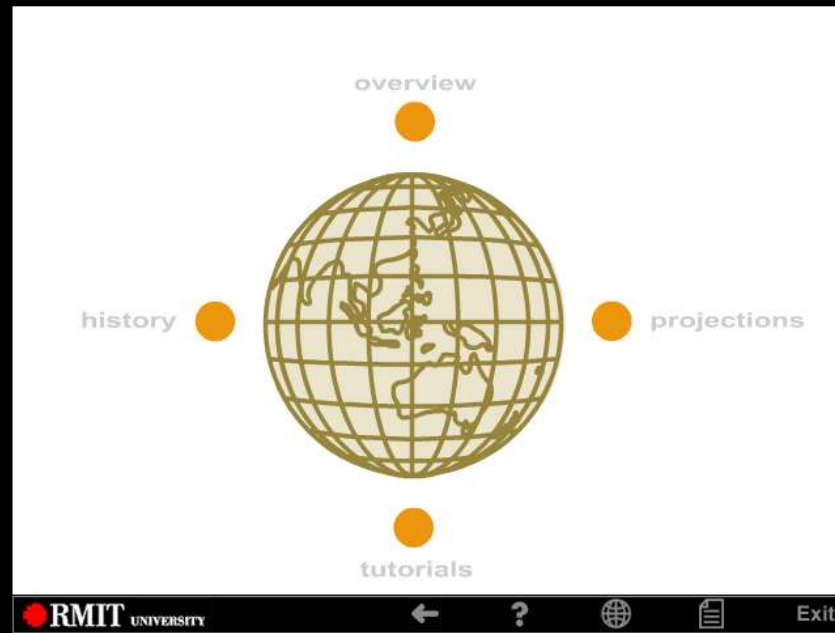 overview
history
projections
tutorials
RMIT UNIVERSITY
?
Exit